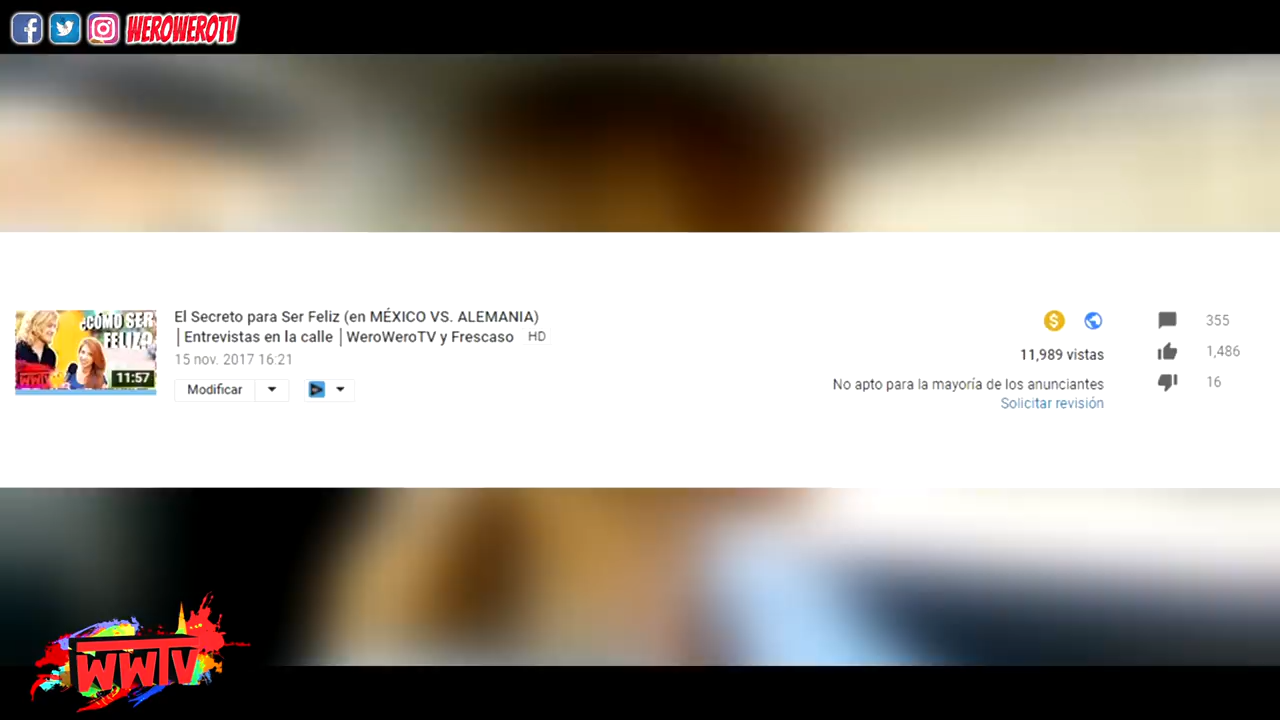 WEROWEROTV
¿CÓMO SER
FELIZ?
11:57
El Secreto para Ser Feliz (en MÉXICO VS. ALEMANIA)
|Entrevistas en la calle |WeroWeroTV y Frescaso HD
15 nov. 2017 16:21
Modificar
11,989 vistas
No apto para la mayoría de los anunciantes
Solicitar revisión
355
1,486
16
WWTV